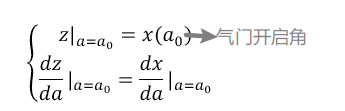 z|a=a₀ = x(a₀) 气门开启角
dz/da|a=a₀ = dx/da|a=a₀